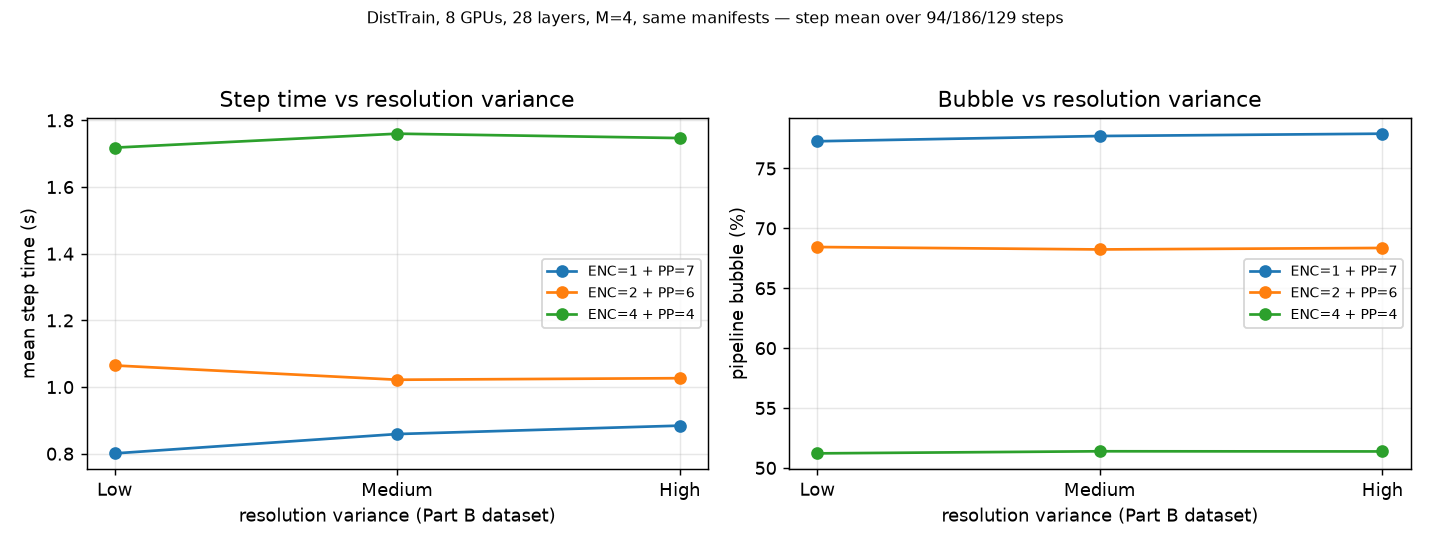 DistTrain, 8 GPUs, 28 layers, M=4, same manifests — step mean over 94/186/129 steps
Step time vs resolution variance
mean step time (s)
1.8
1.6
1.4
1.2
1.0
0.8
ENC=1 + PP=7
ENC=2 + PP=6
ENC=4 + PP=4
Low
Medium
High
resolution variance (Part B dataset)
Bubble vs resolution variance
pipeline bubble (%)
75
70
65
60
55
50
ENC=1 + PP=7
ENC=2 + PP=6
ENC=4 + PP=4
Low
Medium
High
resolution variance (Part B dataset)